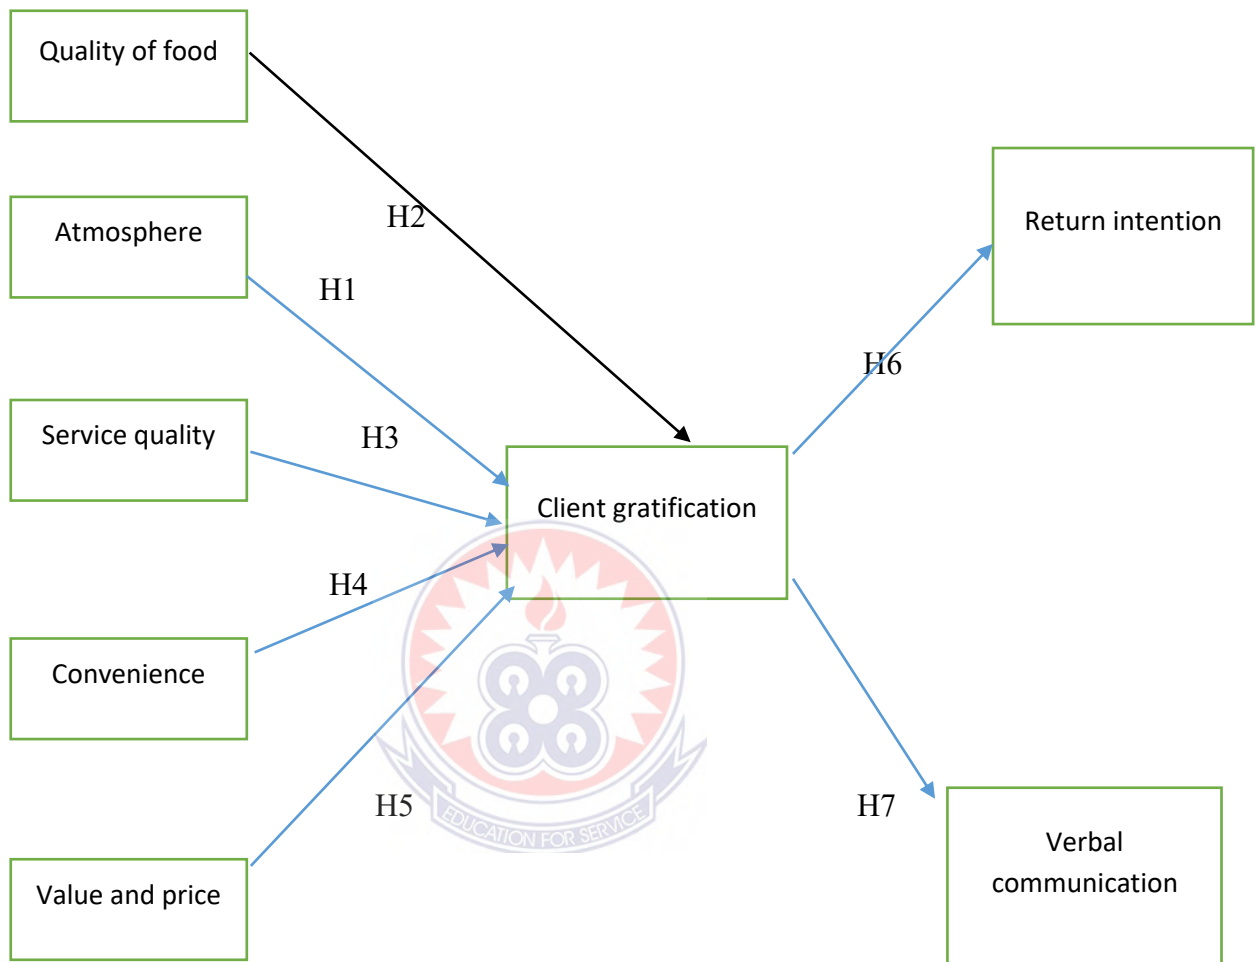 Quality of food
Atmosphere
H2
Return intention
H1
H6
Service quality
H3
Client gratification
H4
Convenience
H5
H7
EDUCATION FOR SERVICE
Value and price
Verbal
communication